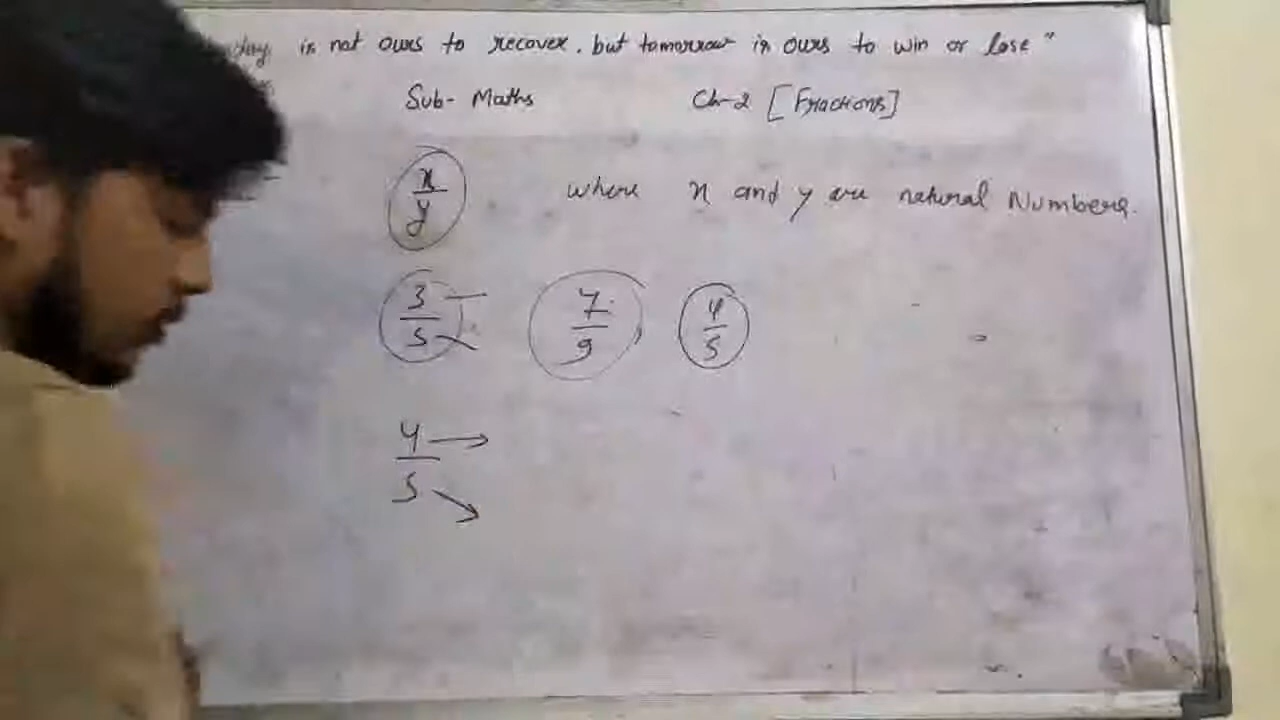 is not ours to recover, but tomorrow is ours to win or lose"
Sub- Maths Ch-2 [Fractions]
x/y where x and y are natural Numbers.
3/5 7/9, 4/5
4/5